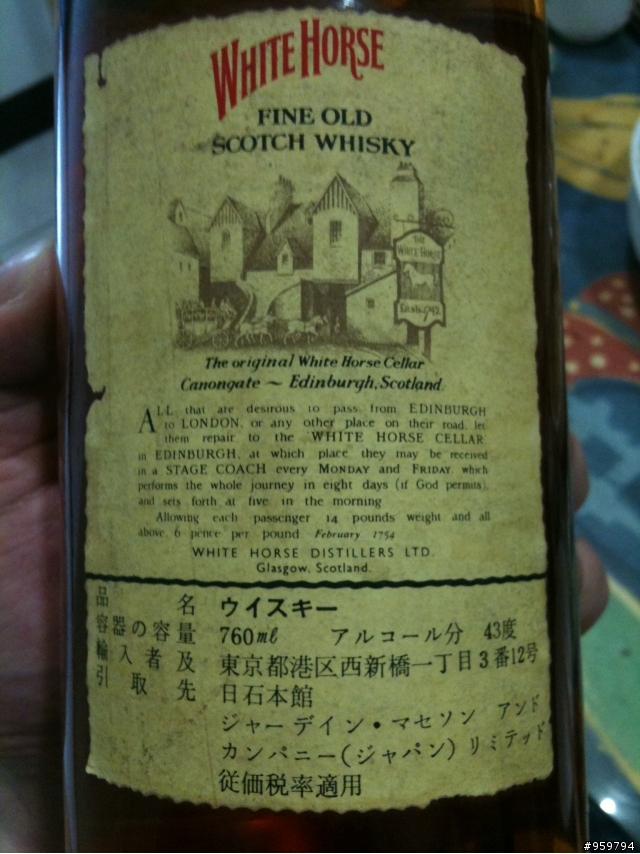 WHITE HORSE
FINE OLD
SCOTCH WHISKY
THE
WHITE HORSE
Estab. 1742
The original White Horse Cellar
Canongate ~ Edinburgh, Scotland
ALL that are desirous to pass from EDINBURGH
to LONDON, or any other place on their road, let
them repair to the WHITE HORSE CELLAR
in EDINBURGH, at which place they may be received
in a STAGE COACH every MONDAY and FRIDAY, which
performs the whole journey in eight days (if God permits),
and sets forth at five in the morning
Allowing each passenger 14 pounds weight and all
above, 6 pence per pound February 1754
WHITE HORSE DISTILLERS LTD.
Glasgow, Scotland.
品名 ウイスキー
容器の容量 760ml アルコール分 43度
輸入者及 東京都港区西新橋一丁目3番12号
引取先 日石本館
ジャーデイン・マセソン アンド
カンパニー(ジャパン) リミテッド
従価税率適用
#959794